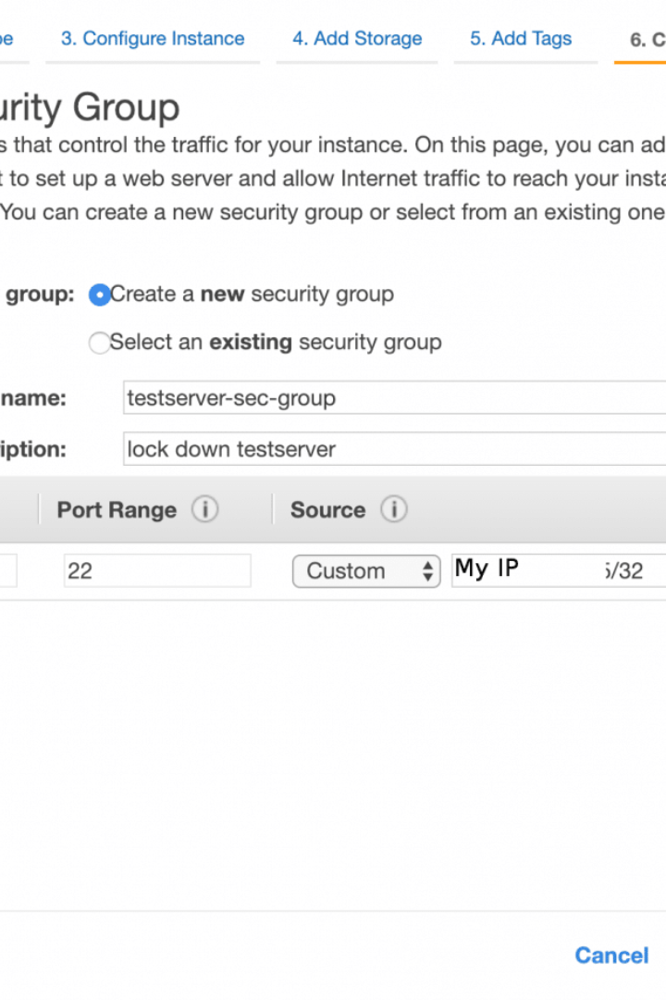 3. Configure Instance 4. Add Storage 5. Add Tags 6. C
urity Group
that control the traffic for your instance. On this page, you can ad
to set up a web server and allow Internet traffic to reach your insta
You can create a new security group or select from an existing one
group: Create a new security group
Select an existing security group
name: testserver-sec-group
iption: lock down testserver
Port Range i Source i
22 Custom My IP 5/32
Cancel